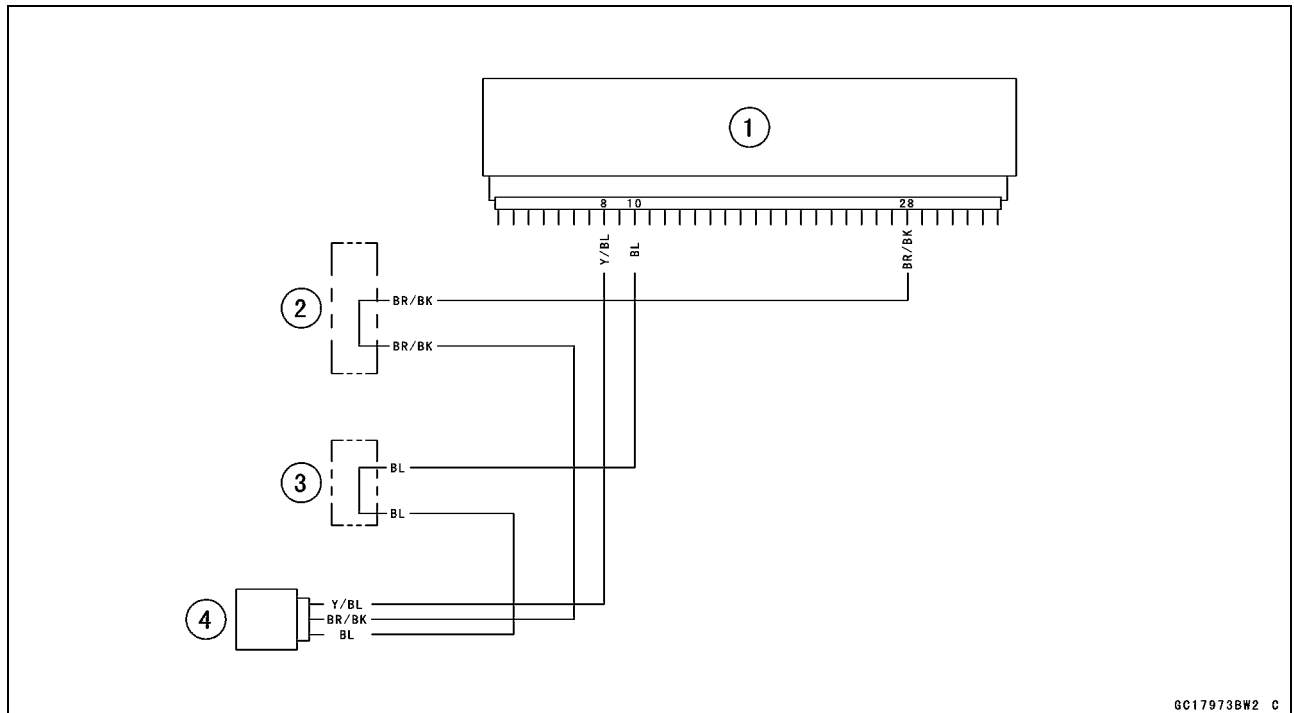 1
8 10 28
Y/BL BL BR/BK
2
BR/BK
BR/BK
3
BL
BL
4
Y/BL
BR/BK
BL
GC17973BW2 C